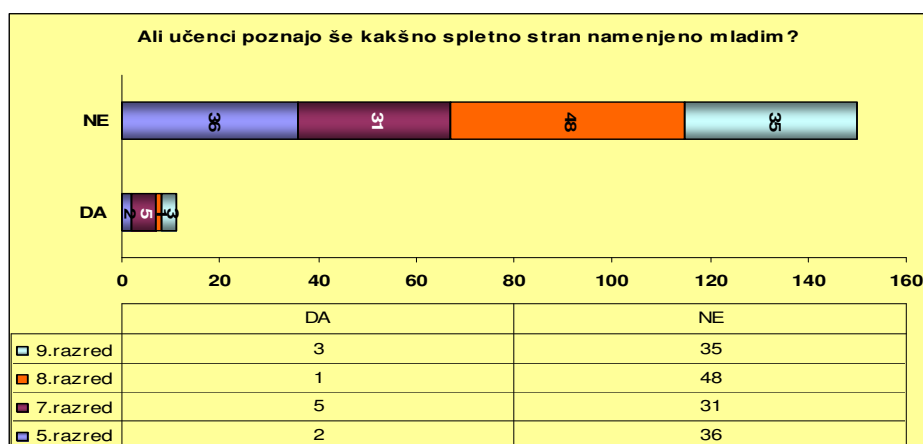 Ali učenci poznajo še kakšno spletno stran namenjeno mladim?
NE
36 31 48 35
DA
2 5 1 3
0 20 40 60 80 100 120 140 160
DA NE
9.razred 3 35
8.razred 1 48
7.razred 5 31
5.razred 2 36